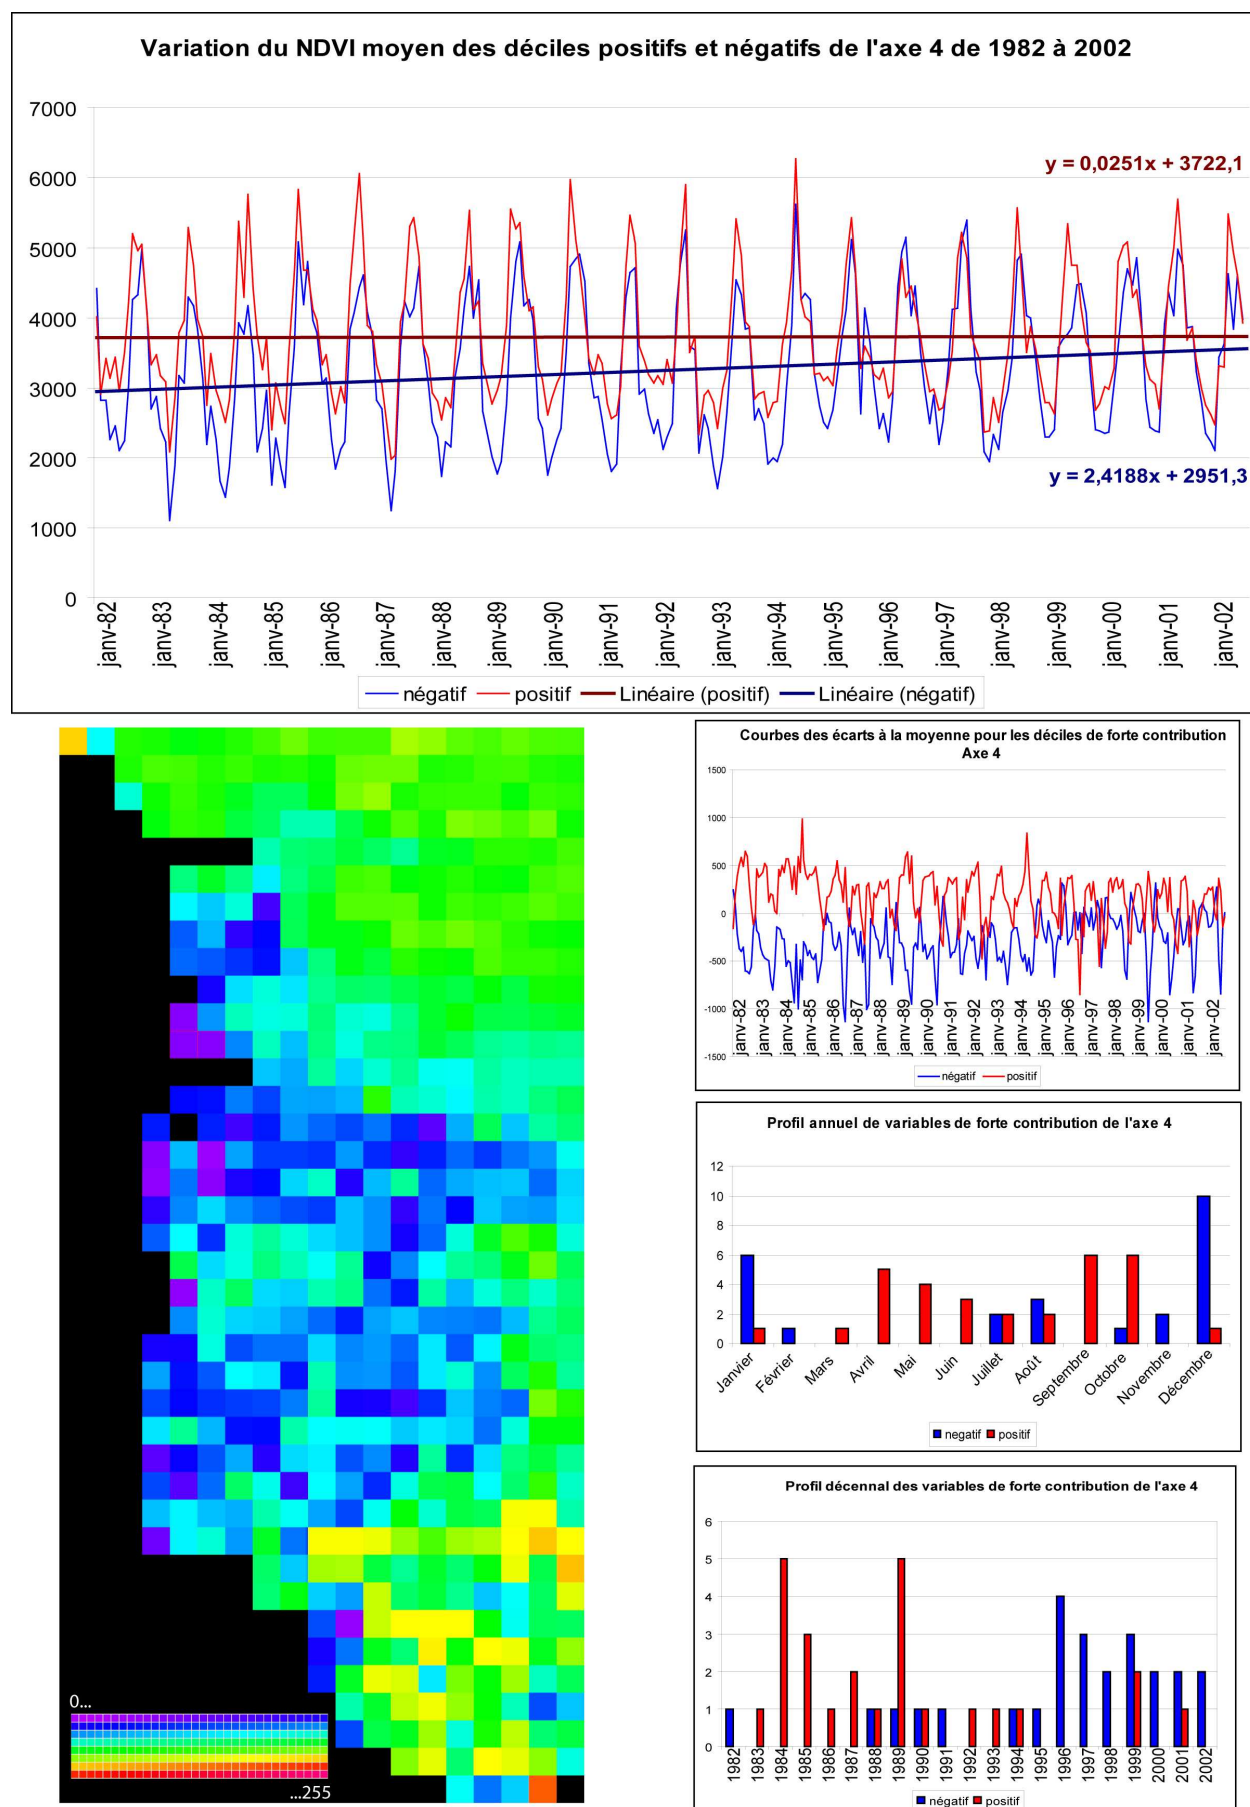 Variation du NDVI moyen des déciles positifs et négatifs de l'axe 4 de 1982 à 2002
7000
6000
5000
4000
3000
2000
1000
0
y = 0,0251x + 3722,1
y = 2,4188x + 2951,3
janv-82
janv-83
janv-84
janv-85
janv-86
janv-87
janv-88
janv-89
janv-90
janv-91
janv-92
janv-93
janv-94
janv-95
janv-96
janv-97
janv-98
janv-99
janv-00
janv-01
janv-02
négatif positif Linéaire (positif) Linéaire (négatif)
0...
...255
Courbes des écarts à la moyenne pour les déciles de forte contribution
Axe 4
1500
1000
500
0
-500
-1000
-1500
janv-82
janv-83
janv-84
janv-85
janv-86
janv-87
janv-88
janv-89
janv-90
janv-91
janv-92
janv-93
janv-94
janv-95
janv-96
janv-97
janv-98
janv-99
janv-00
janv-01
janv-02
négatif positif
Profil annuel de variables de forte contribution de l'axe 4
12
10
8
6
4
2
0
Janvier
Février
Mars
Avril
Mai
Juin
Juillet
Août
Septembre
Octobre
Novembre
Décembre
negatif positif
Profil décennal des variables de forte contribution de l'axe 4
6
5
4
3
2
1
0
1982
1983
1984
1985
1986
1987
1988
1989
1990
1991
1992
1993
1994
1995
1996
1997
1998
1999
2000
2001
2002
négatif positif